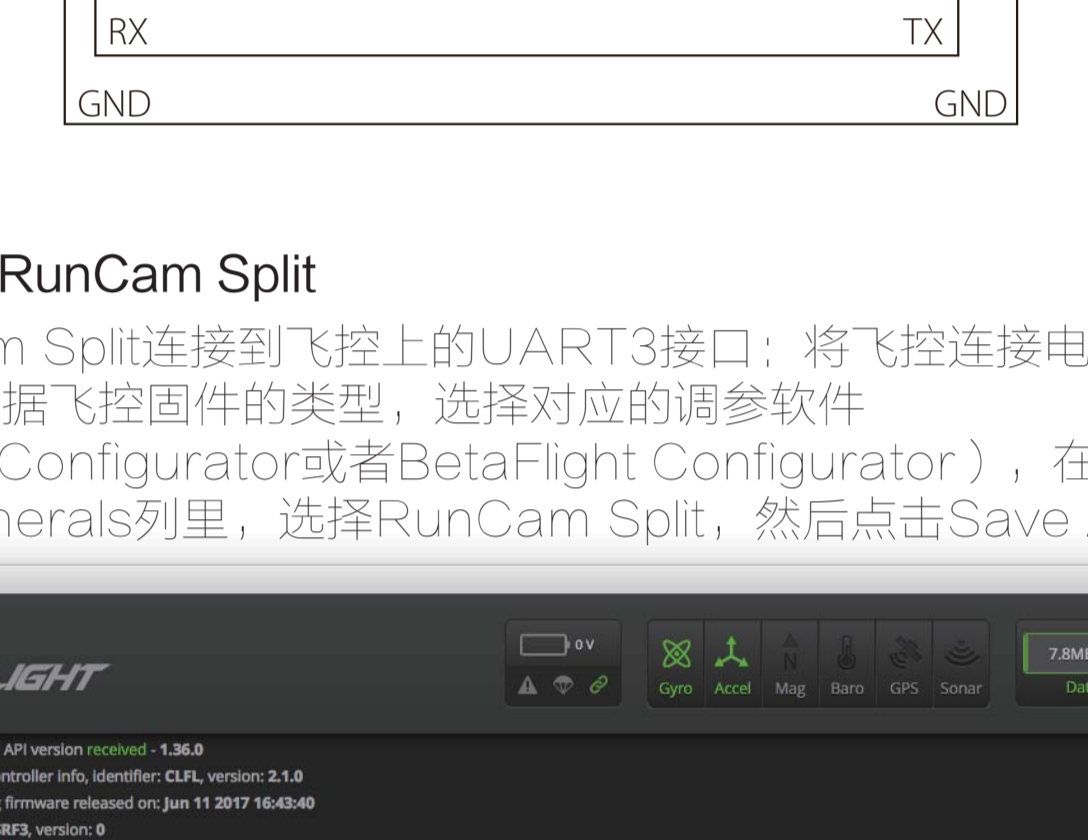 RX TX
GND GND
RunCam Split
m Split连接到飞控上的UART3接口；将飞控连接电
据飞控固件的类型，选择对应的调参软件
Configurator或者BetaFlight Configurator），在
herals列里，选择RunCam Split，然后点击Save
0 V
Gyro Accel Mag Baro GPS Sonar
7.8MB
Dat
LIGHT
API version received - 1.36.0
ntroller info, identifier: CLFL, version: 2.1.0
firmware released on: Jun 11 2017 16:43:40
RF3, version: 0